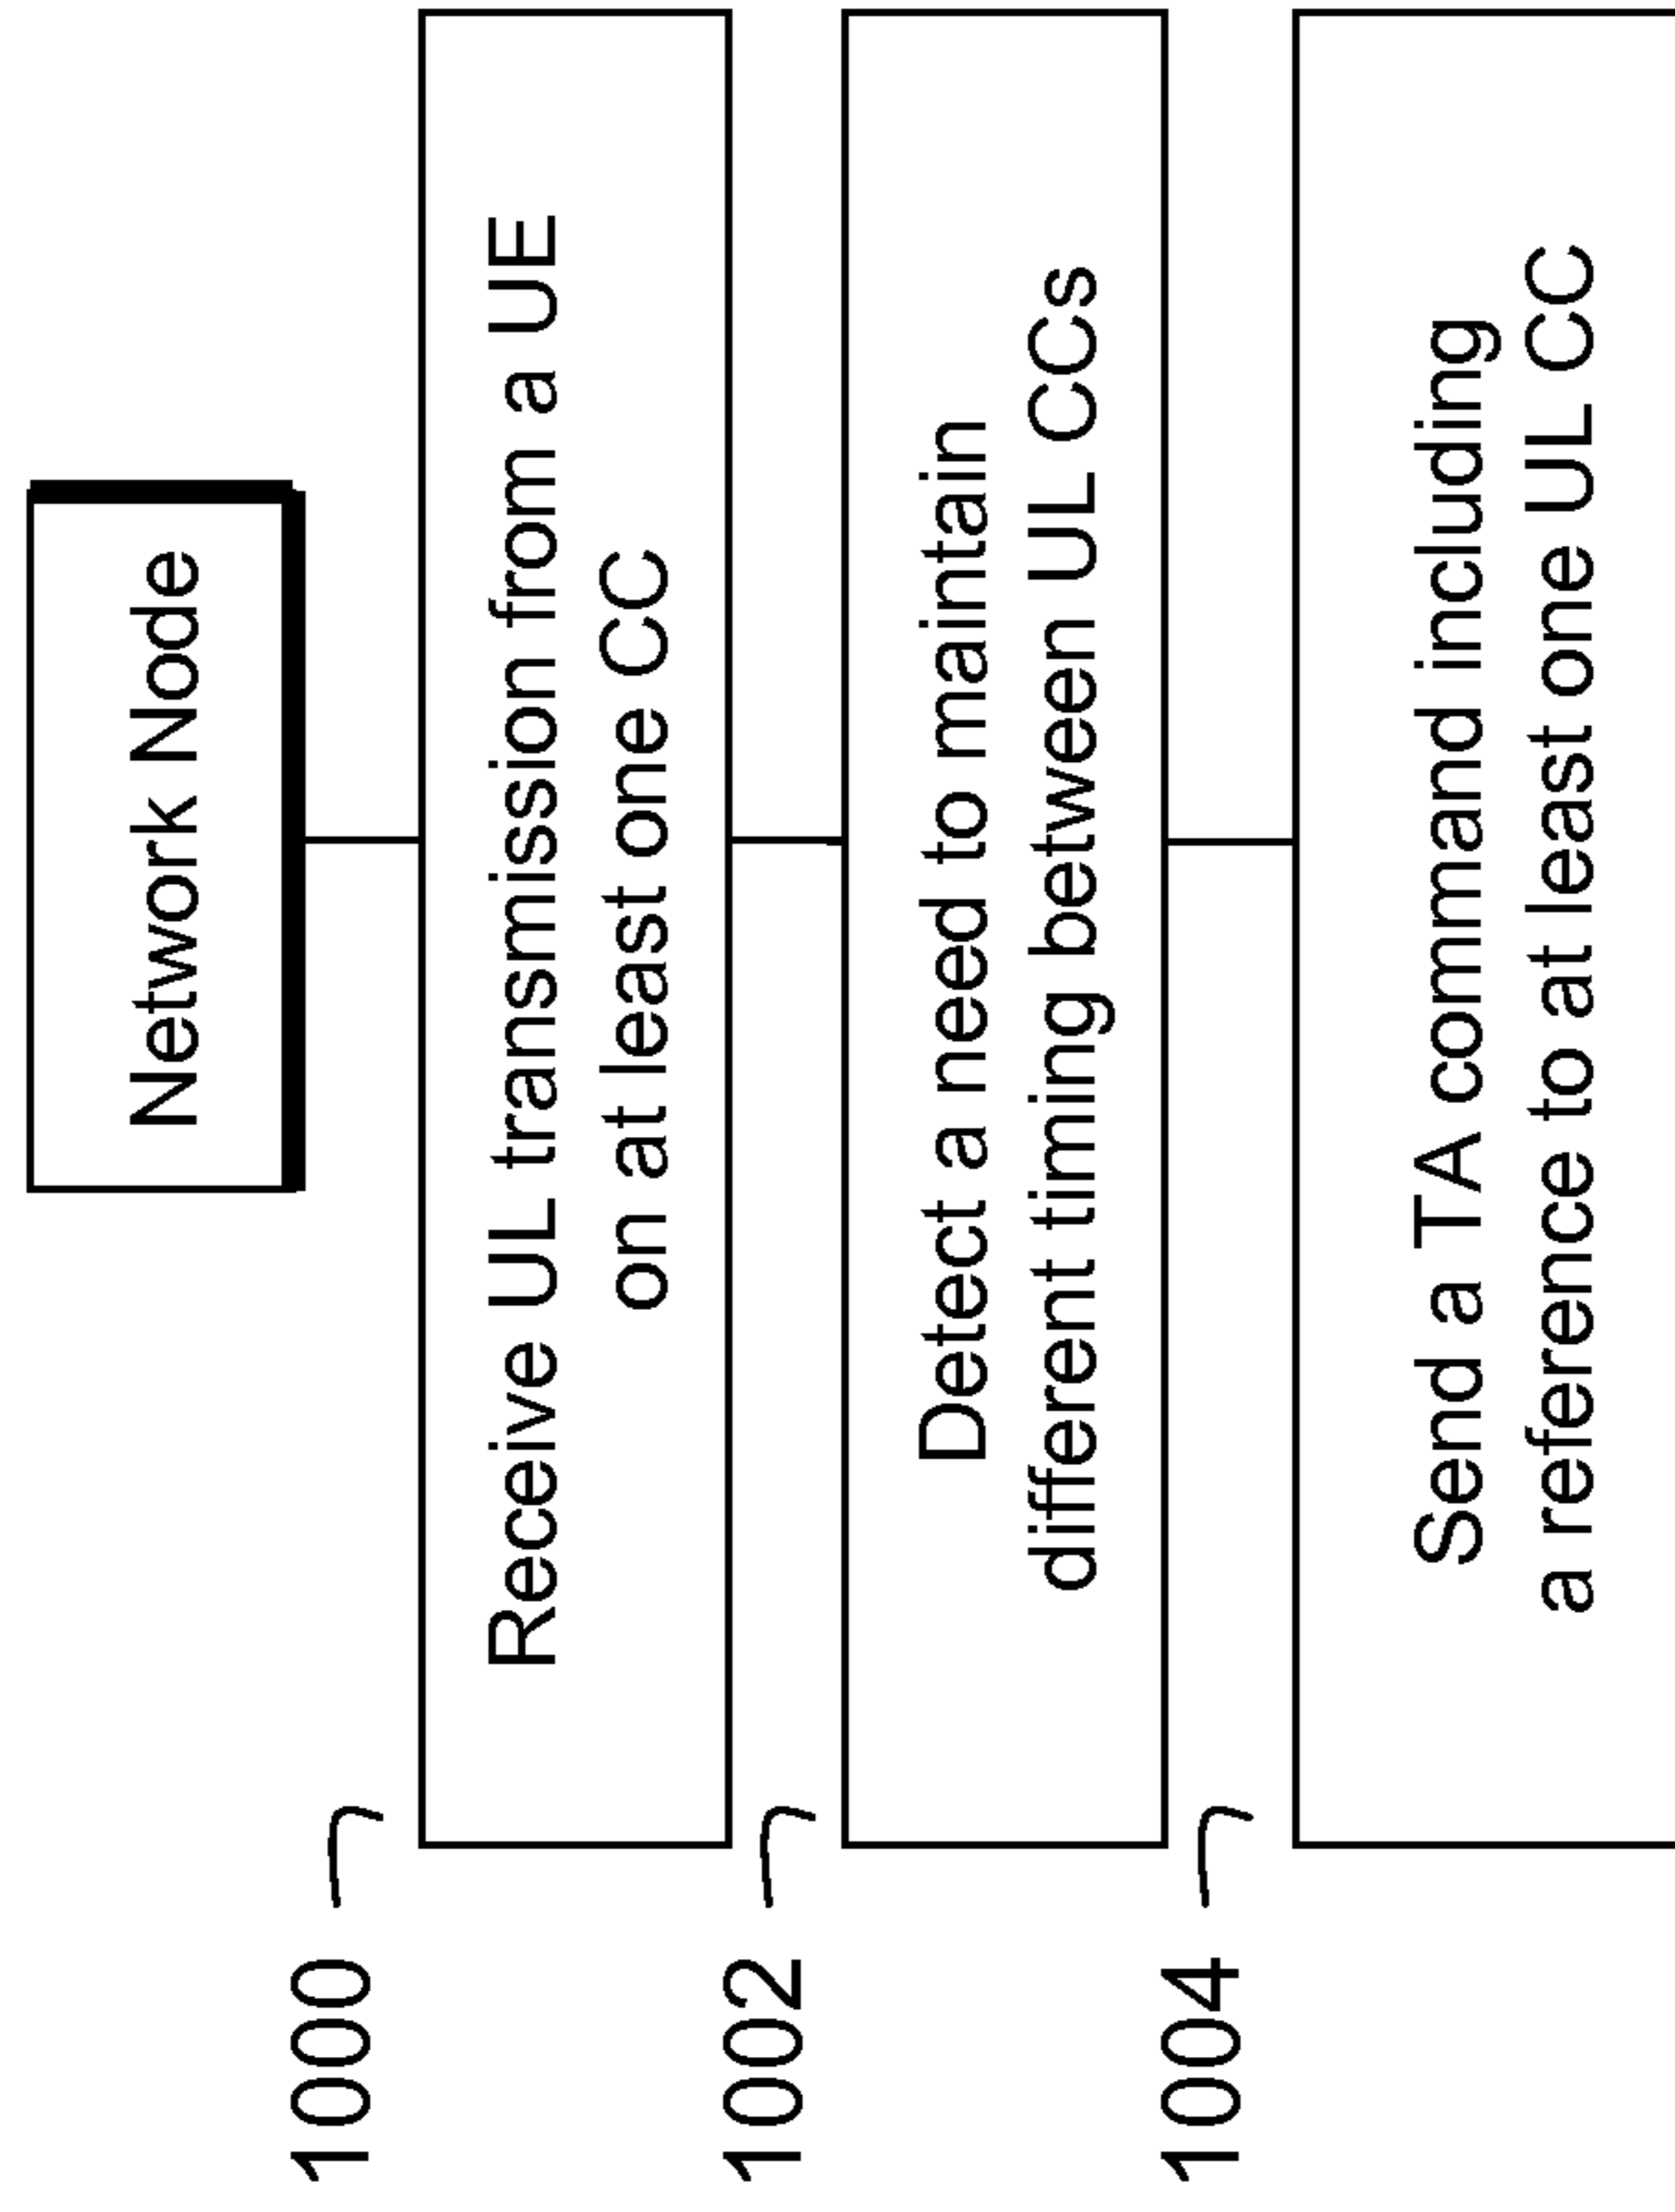 Network Node
1000
Receive UL transmission from a UE
on at least one CC
1002
Detect a need to maintain
different timing between UL CCs
1004
Send a TA command including
a reference to at least one UL CC